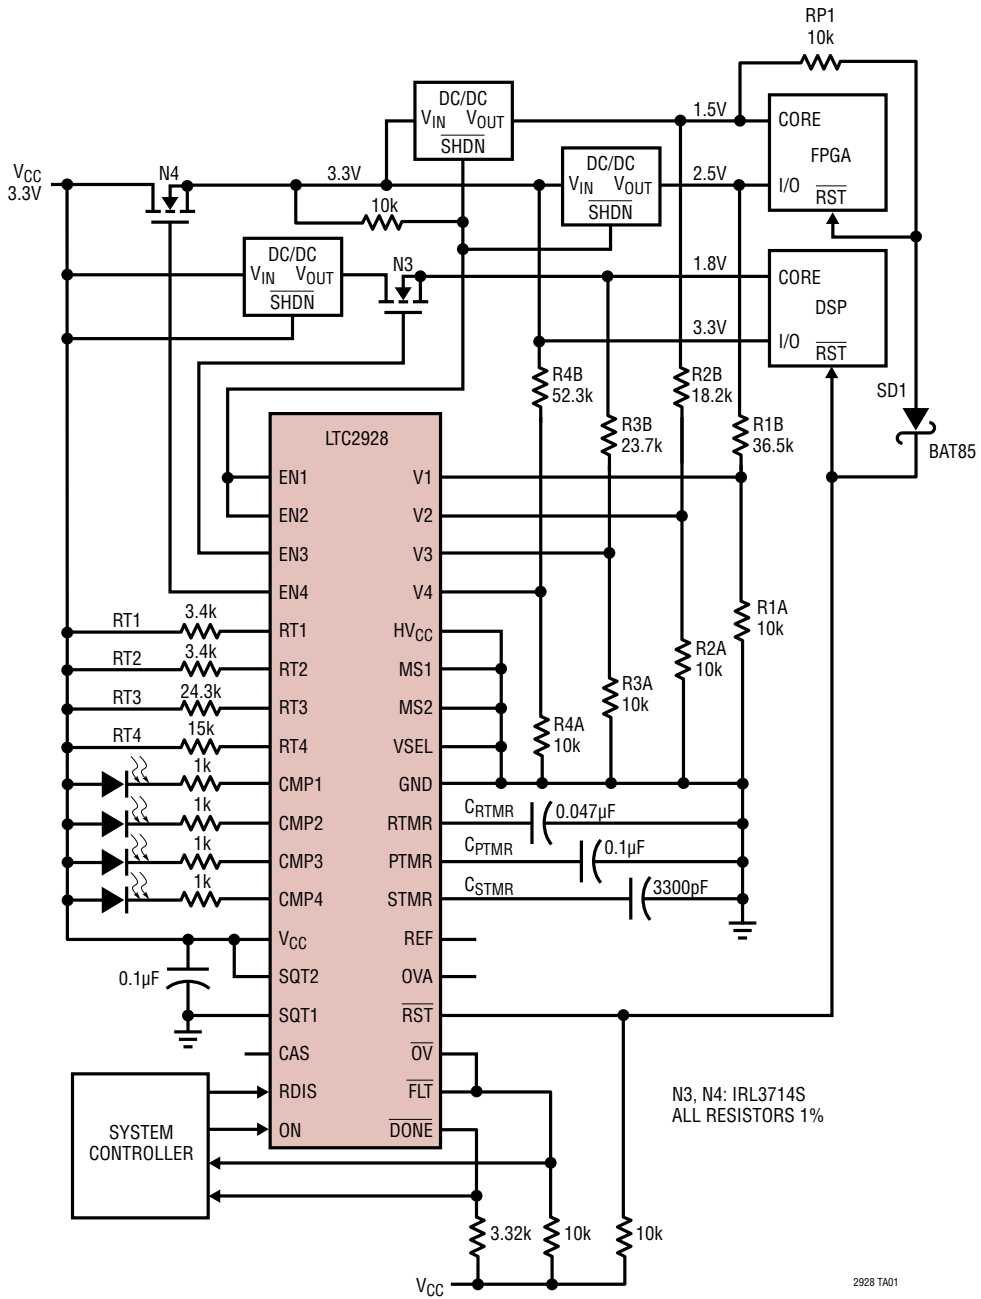 RP1
10k
DC/DC
VIN VOUT
SHDN
1.5V
CORE
FPGA
I/O
RST
VCC
3.3V
N4
3.3V
10k
DC/DC
VIN VOUT
SHDN
2.5V
DC/DC
VIN VOUT
SHDN
N3
1.8V
CORE
DSP
I/O
RST
3.3V
R4B
52.3k
R2B
18.2k
R3B
23.7k
R1B
36.5k
SD1
BAT85
LTC2928
EN1
EN2
EN3
EN4
RT1
RT2
RT3
RT4
CMP1
CMP2
CMP3
CMP4
VCC
SQT2
SQT1
CAS
RDIS
ON
V1
V2
V3
V4
HVCC
MS1
MS2
VSEL
GND
RTMR
PTMR
STMR
REF
OVA
RST
OV
FLT
DONE
RT1
3.4k
RT2
3.4k
RT3
24.3k
RT4
15k
1k
1k
1k
1k
0.1µF
R1A
10k
R2A
10k
R3A
10k
R4A
10k
CRTMR
0.047µF
CPTMR
0.1µF
CSTMR
3300pF
SYSTEM
CONTROLLER
N3, N4: IRL3714S
ALL RESISTORS 1%
3.32k
10k
10k
VCC
2928 TA01